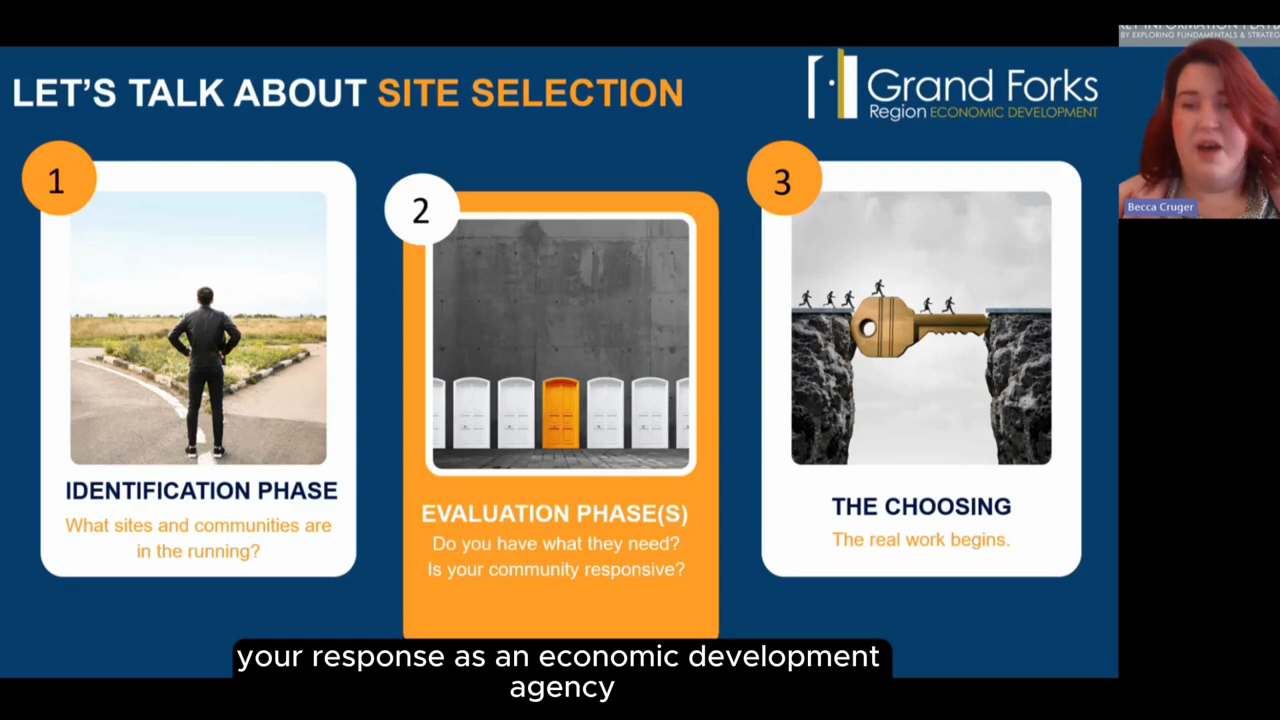 BY EXPLORING FUNDAMENTALS & STRATEG
LET'S TALK ABOUT SITE SELECTION
Grand Forks
Region ECONOMIC DEVELOPMENT
Becca Cruger
1
IDENTIFICATION PHASE
What sites and communities are
in the running?
2
EVALUATION PHASE(S)
Do you have what they need?
Is your community responsive?
3
THE CHOOSING
The real work begins.
your response as an economic development
agency